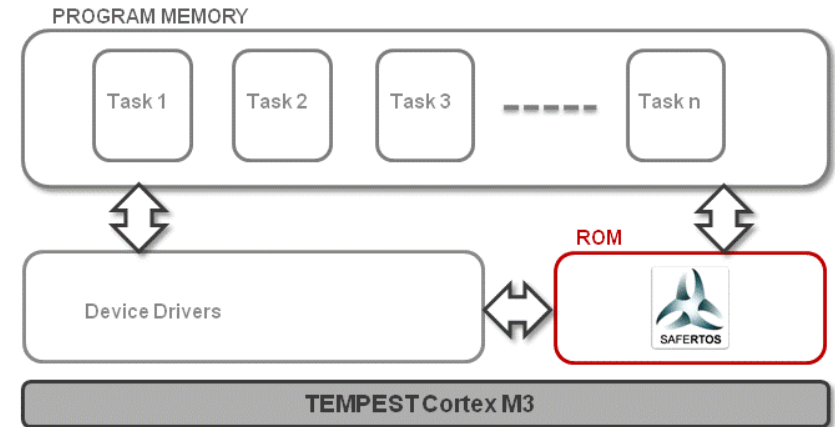 PROGRAM MEMORY
Task 1
Task 2
Task 3
Task n
ROM
Device Drivers
SAFERTOS
TEMPEST Cortex M3